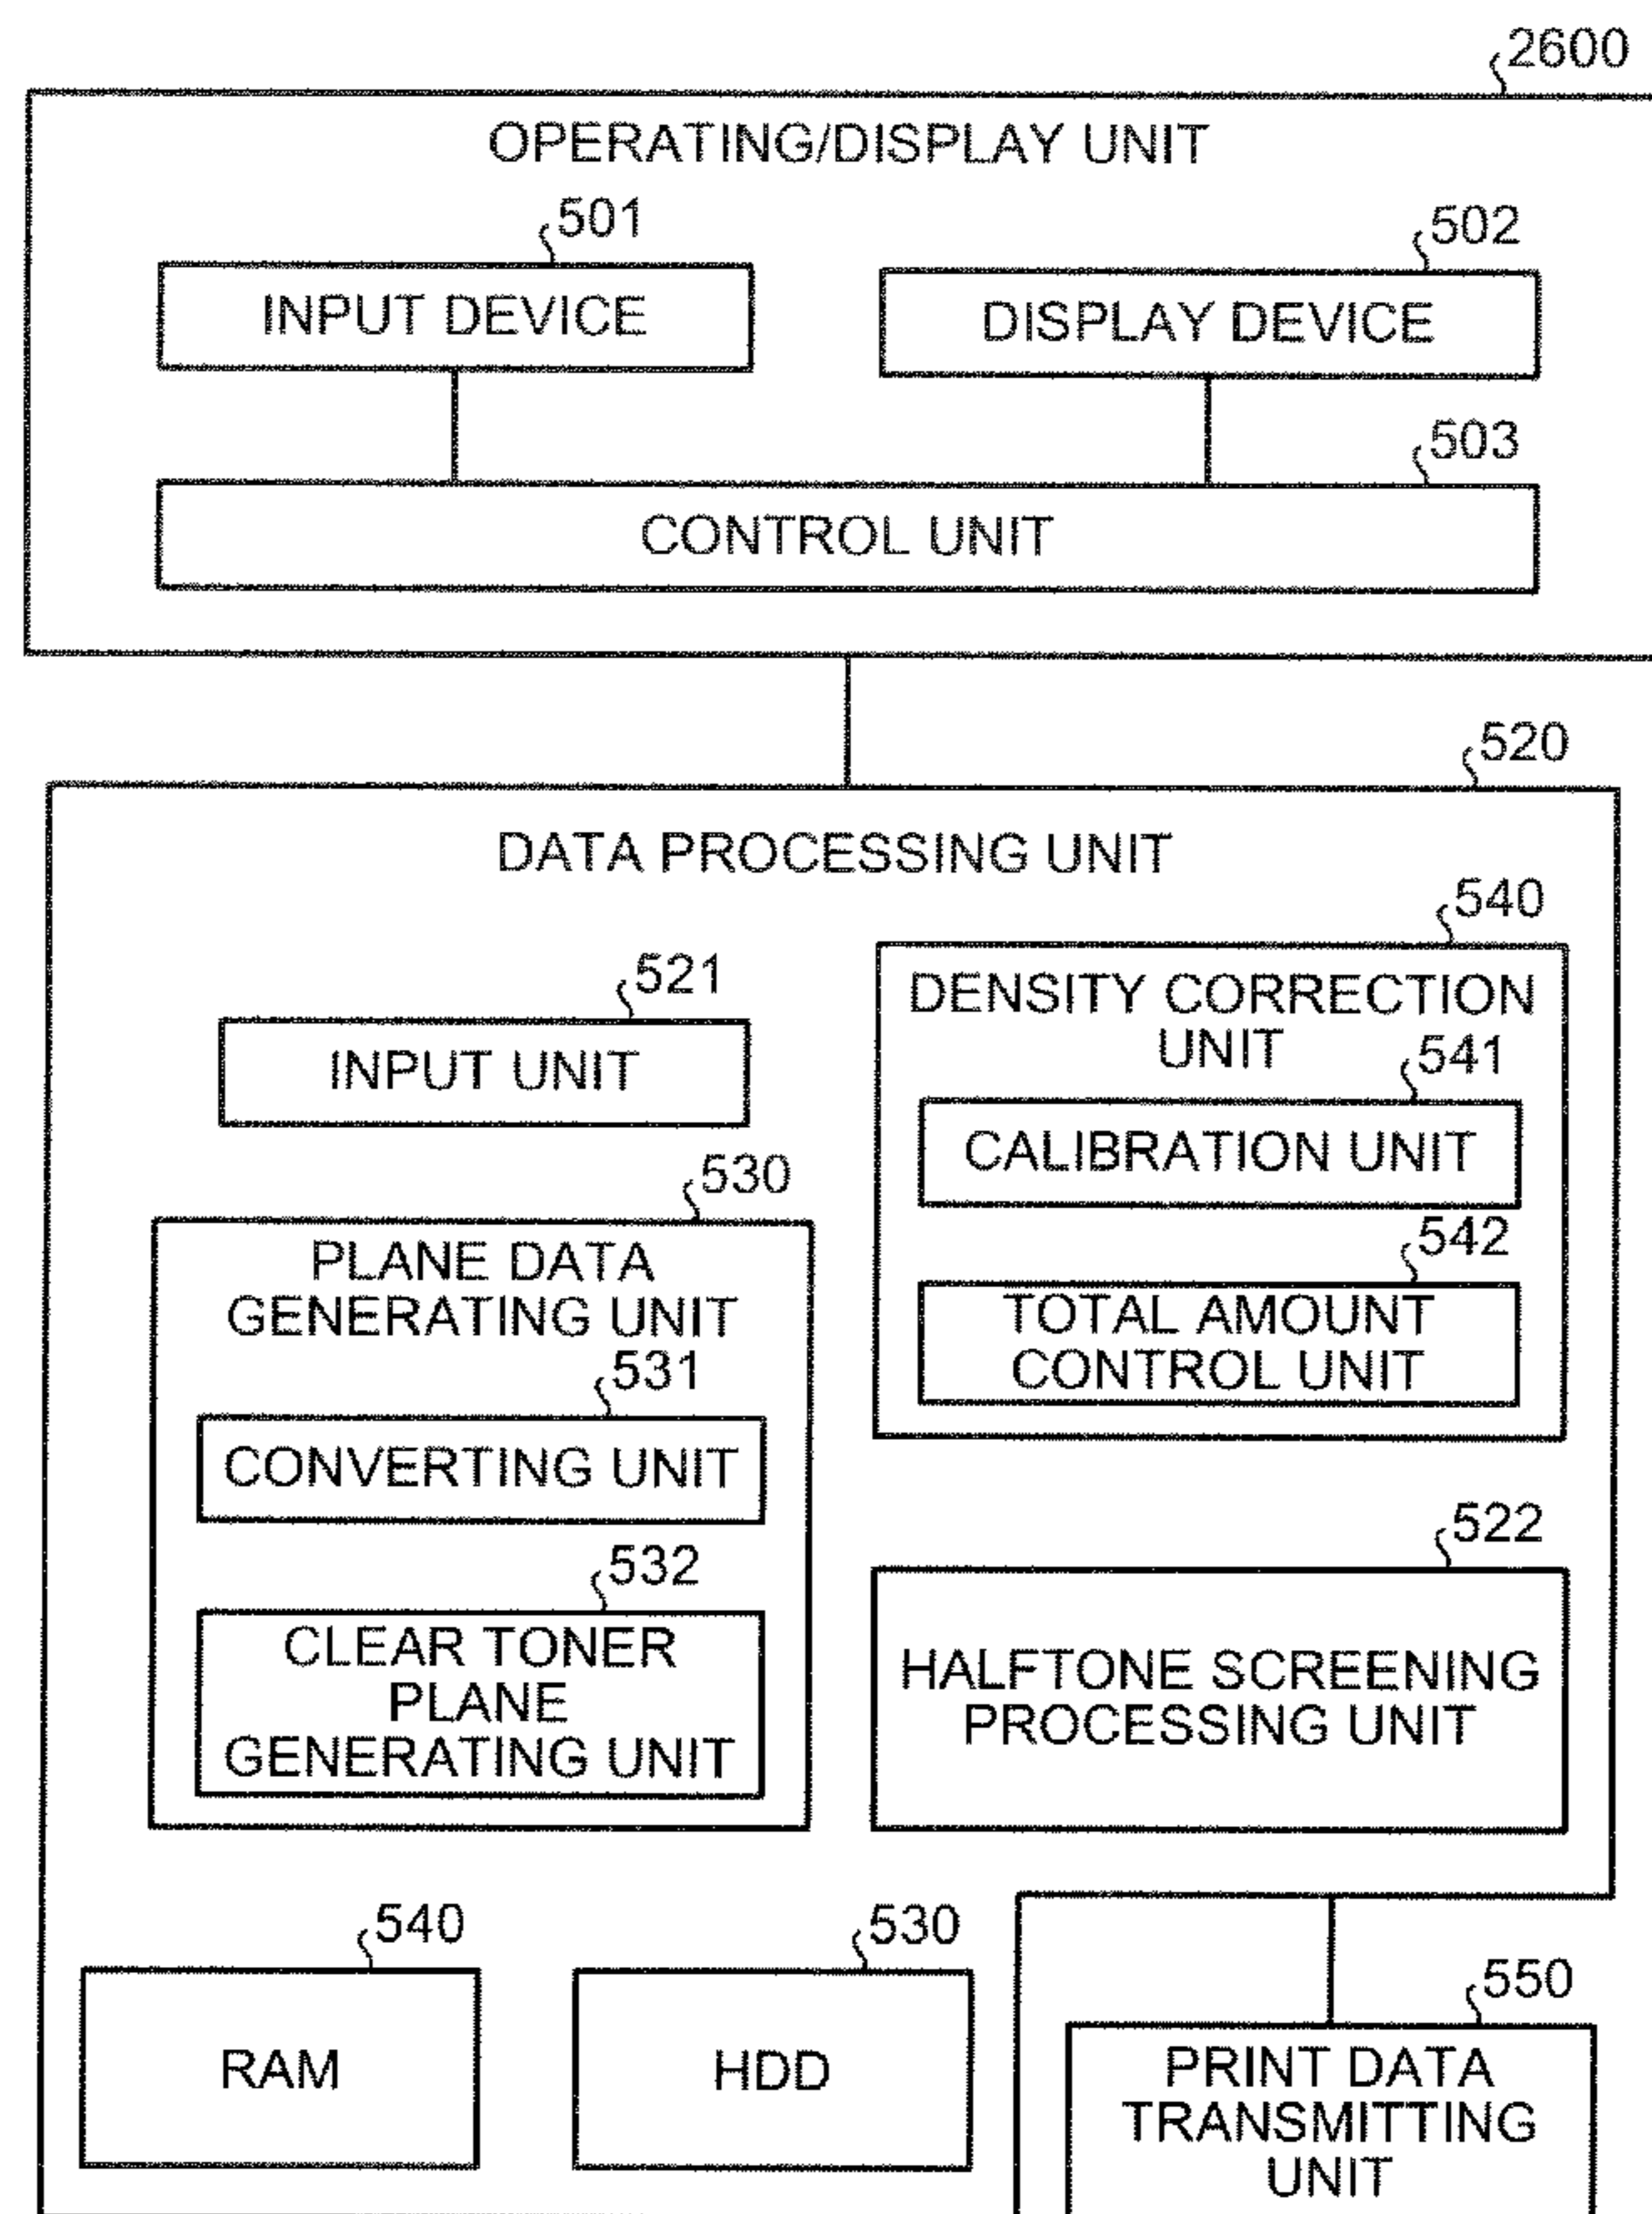 2600
OPERATING/DISPLAY UNIT
501
502
INPUT DEVICE
DISPLAY DEVICE
503
CONTROL UNIT
520
DATA PROCESSING UNIT
521
INPUT UNIT
540
DENSITY CORRECTION
UNIT
541
CALIBRATION UNIT
542
TOTAL AMOUNT
CONTROL UNIT
530
PLANE DATA
GENERATING UNIT
531
CONVERTING UNIT
532
CLEAR TONER
PLANE
GENERATING UNIT
522
HALFTONE SCREENING
PROCESSING UNIT
540
RAM
530
HDD
550
PRINT DATA
TRANSMITTING
UNIT